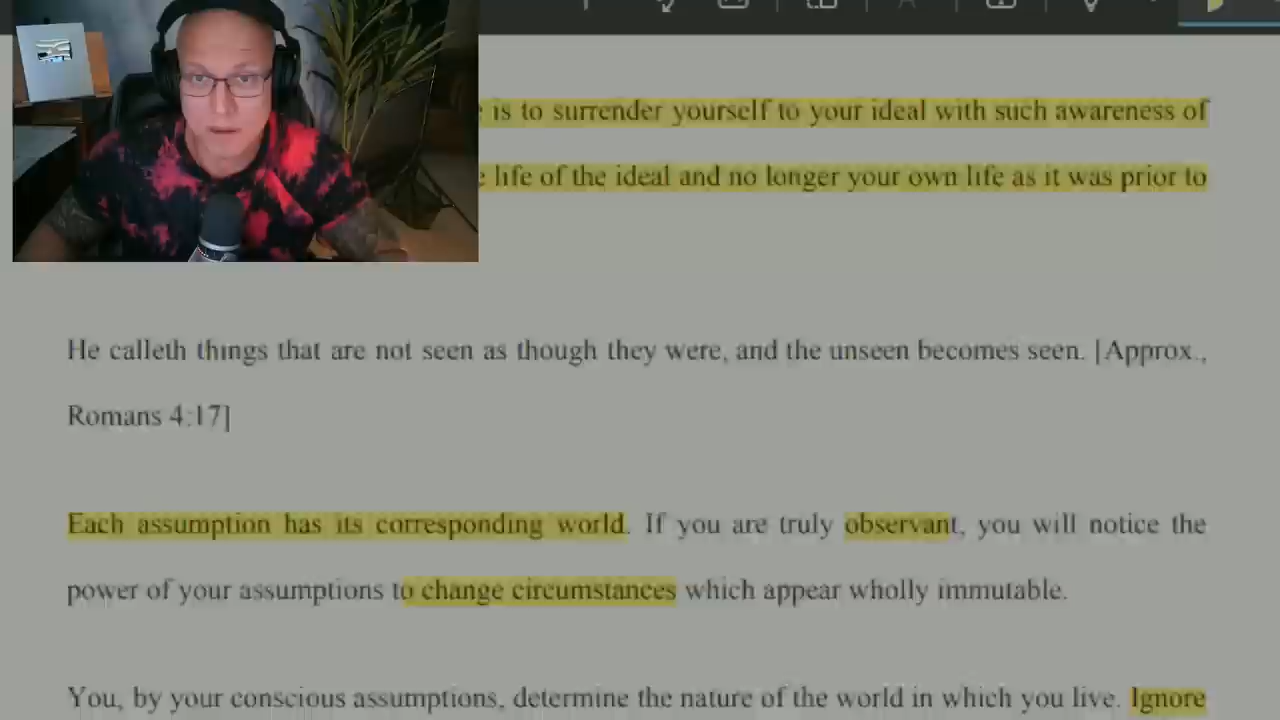 is to surrender yourself to your ideal with such awareness of
life of the ideal and no longer your own life as it was prior to
He calleth things that are not seen as though they were, and the unseen becomes seen. [Approx.,
Romans 4:17]
Each assumption has its corresponding world. If you are truly observant, you will notice the
power of your assumptions to change circumstances which appear wholly immutable.
You, by your conscious assumptions, determine the nature of the world in which you live. Ignore